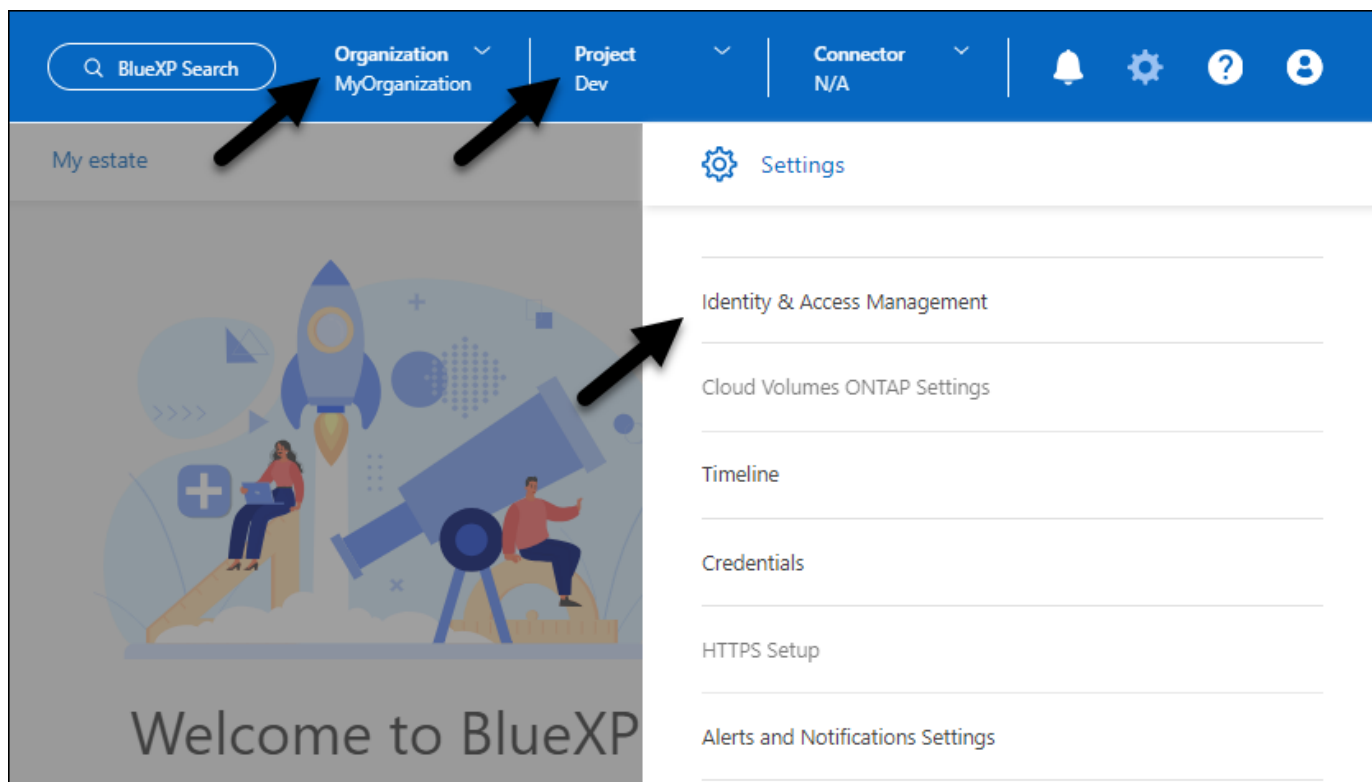 BlueXP Search
Organization
MyOrganization
Project
Dev
Connector
N/A
My estate
Settings
Identity & Access Management
Cloud Volumes ONTAP Settings
Timeline
Credentials
HTTPS Setup
Welcome to BlueXP
Alerts and Notifications Settings